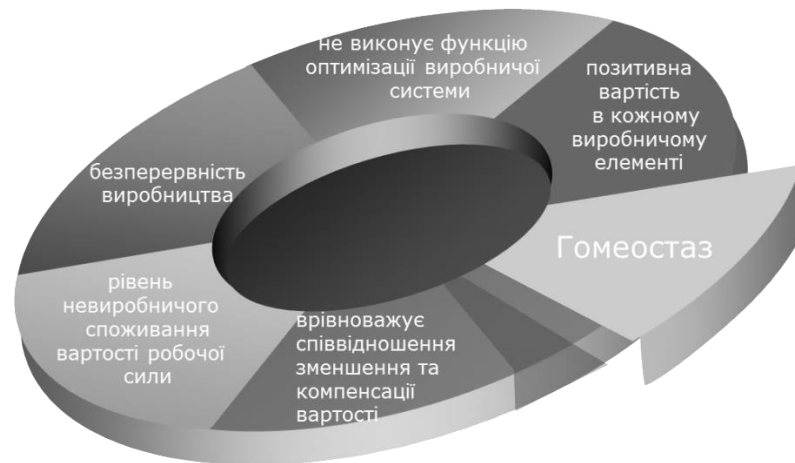 не виконує функцію
оптимізації виробничої
системи
позитивна
вартість
в кожному
виробничому
елементі
безперервність
виробництва
Гомеостаз
рівень
невиробничого
споживання
вартості робочої
сили
врівноважує
співвідношення
зменшення та
компенсації
вартості